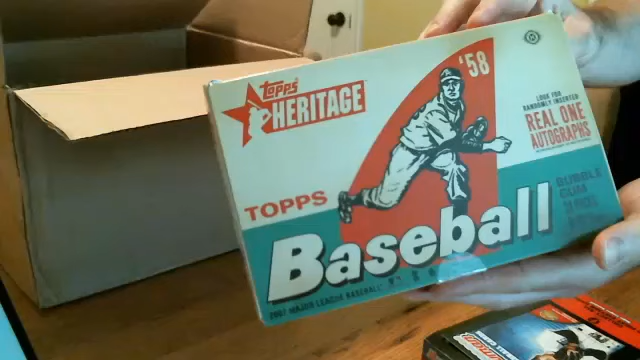 Topps
HERITAGE
'58
LOOK FOR
RANDOMLY INSERTED
REAL ONE
AUTOGRAPHS
TOPPS
Baseball
BUBBLE
GUM
2007 MAJOR LEAGUE BASEBALL